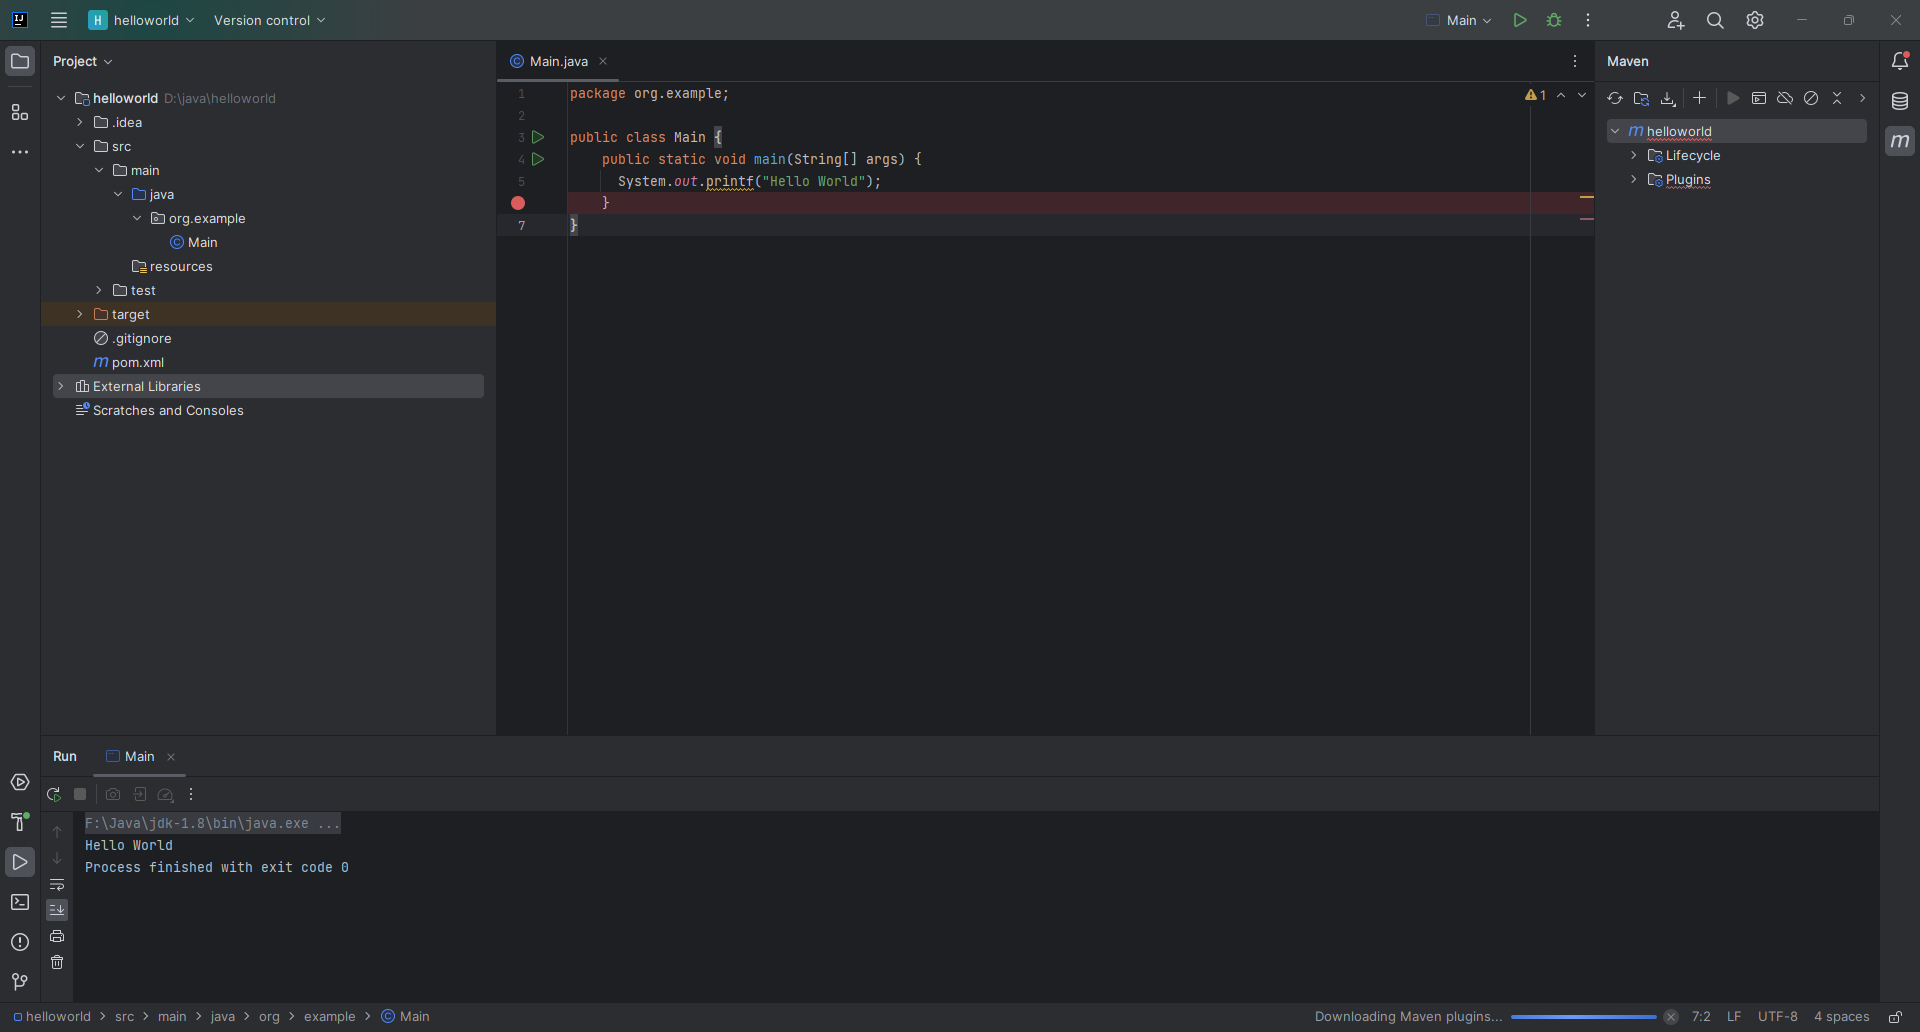 H helloworld Version control Main
Project
Main.java
Maven
helloworld D:\java\helloworld
.idea
src
main
java
org.example
Main
resources
test
target
.gitignore
m pom.xml
External Libraries
Scratches and Consoles
1 package org.example;
2
3 public class Main {
4 public static void main(String[] args) {
5 System.out.printf("Hello World");
}
7 }
1
m helloworld
Lifecycle
Plugins
m
Run Main
F:\Java\jdk-1.8\bin\java.exe ...
Hello World
Process finished with exit code 0
helloworld > src > main > java > org > example > Main
Downloading Maven plugins... 7:2 LF UTF-8 4 spaces